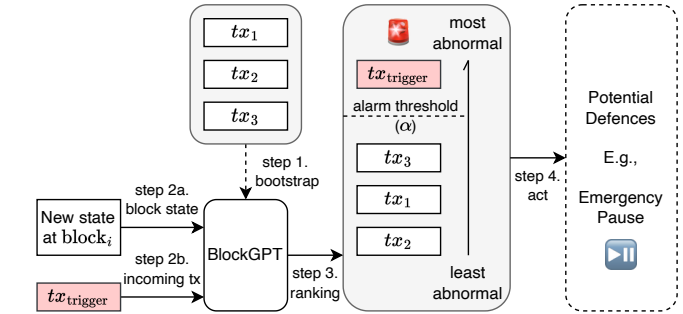 tx₁
tx₂
tx₃
step 1.
bootstrap
step 2a.
block state
New state
at blockᵢ
step 2b.
incoming tx
tx_trigger
BlockGPT
step 3.
ranking
most
abnormal
tx_trigger
alarm threshold
(α)
tx₃
tx₁
tx₂
least
abnormal
step 4.
act
Potential
Defences
E.g.,
Emergency
Pause